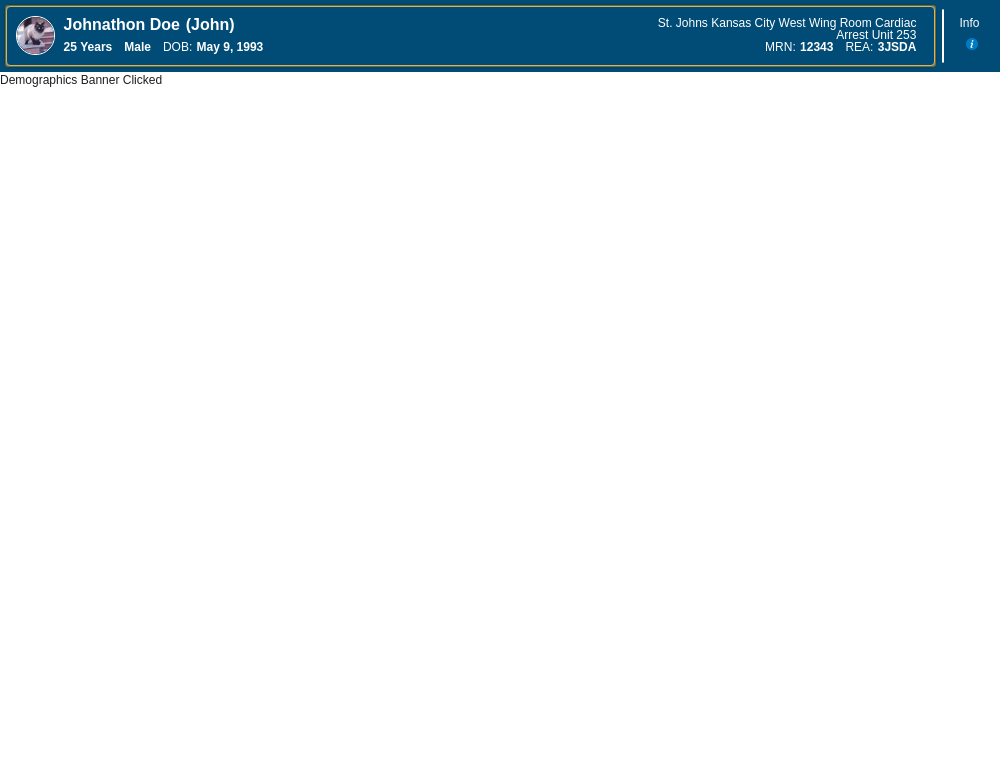 Johnathon Doe (John)
25 Years Male DOB: May 9, 1993
St. Johns Kansas City West Wing Room Cardiac
Arrest Unit 253
MRN: 12343 REA: 3JSDA
Info
i
Demographics Banner Clicked